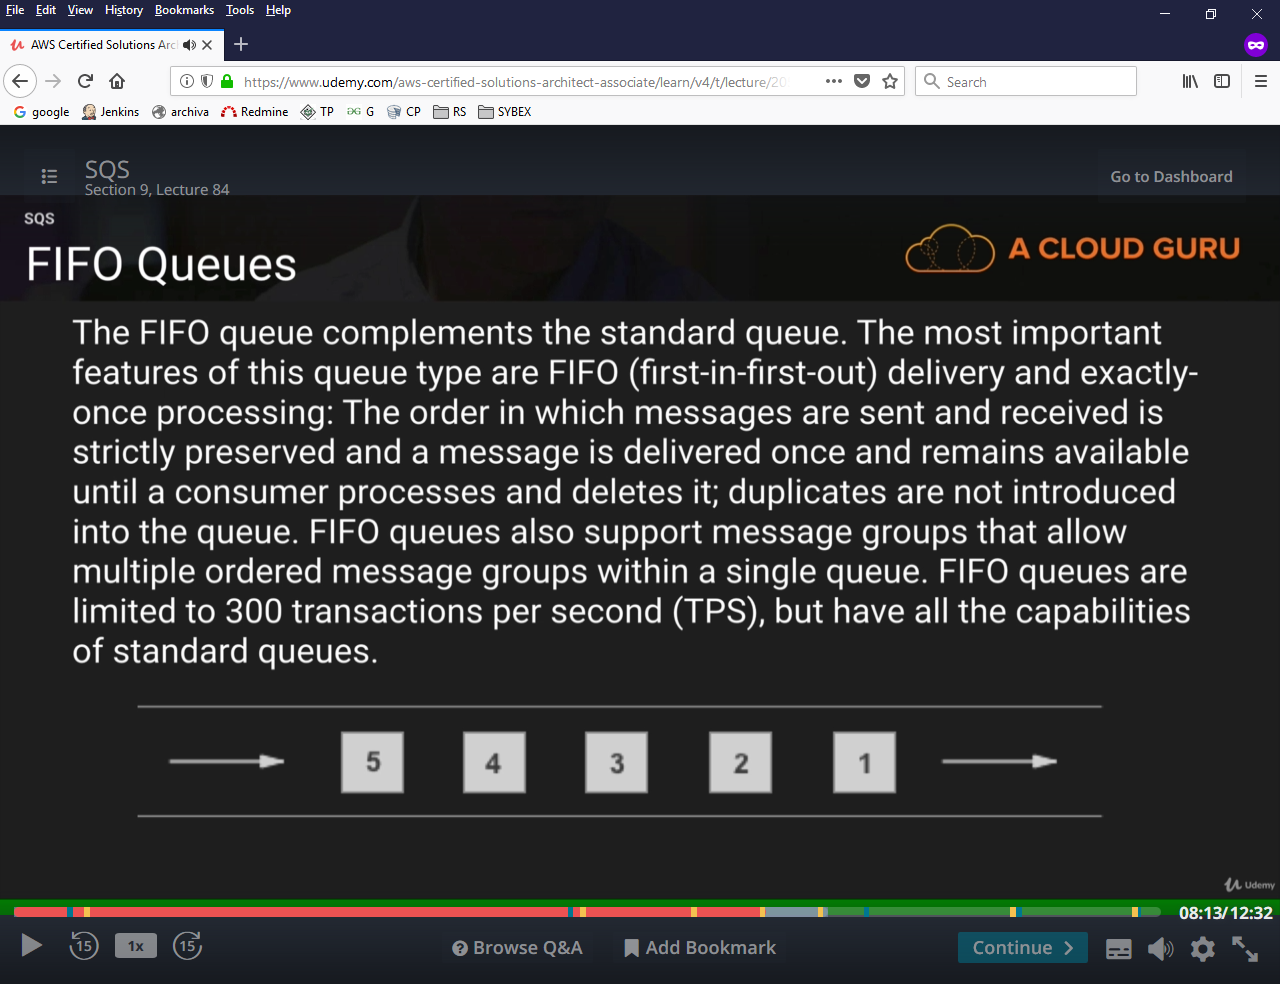 File Edit View History Bookmarks Tools Help
AWS Certified Solutions Arc
https://www.udemy.com/aws-certified-solutions-architect-associate/learn/v4/t/lecture/20
Search
google Jenkins archiva Redmine TP G CP RS SYBEX
SQS
Section 9, Lecture 84
Go to Dashboard
SQS
FIFO Queues
A CLOUD GURU
The FIFO queue complements the standard queue. The most important
features of this queue type are FIFO (first-in-first-out) delivery and exactly-
once processing: The order in which messages are sent and received is
strictly preserved and a message is delivered once and remains available
until a consumer processes and deletes it; duplicates are not introduced
into the queue. FIFO queues also support message groups that allow
multiple ordered message groups within a single queue. FIFO queues are
limited to 300 transactions per second (TPS), but have all the capabilities
of standard queues.
5 4 3 2 1
Udemy
08:13/12:32
15 1x 15
Browse Q&A Add Bookmark Continue